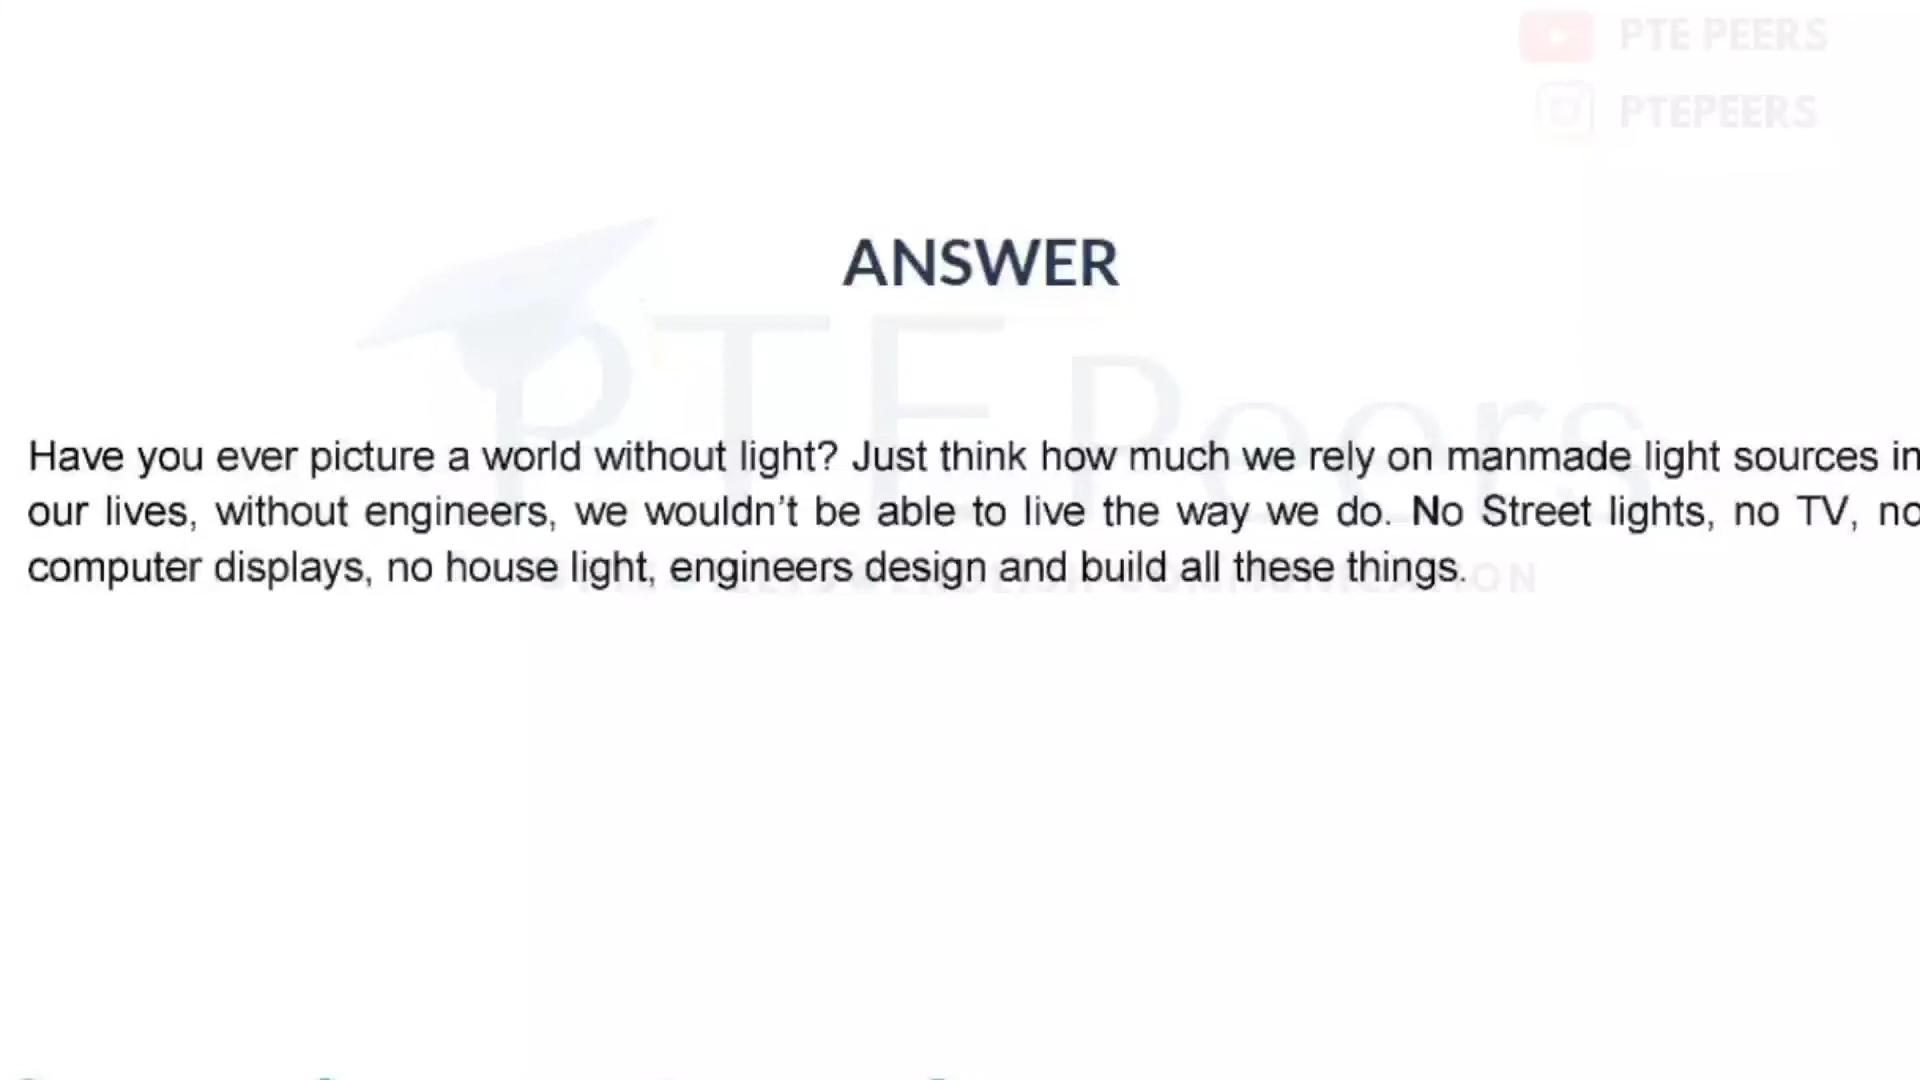 PTE PEERS
PTEPEERS
ANSWER
PTE Peers
Have you ever picture a world without light? Just think how much we rely on manmade light sources in
our lives, without engineers, we wouldn’t be able to live the way we do. No Street lights, no TV, no
computer displays, no house light, engineers design and build all these things.